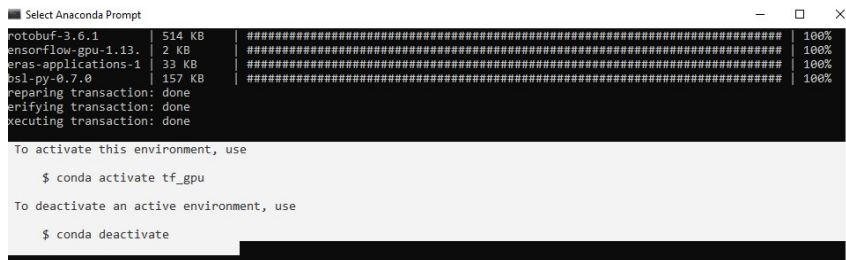 Select Anaconda Prompt
rotobuf-3.6.1 | 514 KB | ####################################################################### | 100%
ensorflow-gpu-1.13. | 2 KB | ####################################################################### | 100%
eras-applications-1 | 33 KB | ####################################################################### | 100%
bsl-py-0.7.0 | 157 KB | ####################################################################### | 100%
reparing transaction: done
erifying transaction: done
xecuting transaction: done
To activate this environment, use
$ conda activate tf_gpu
To deactivate an active environment, use
$ conda deactivate